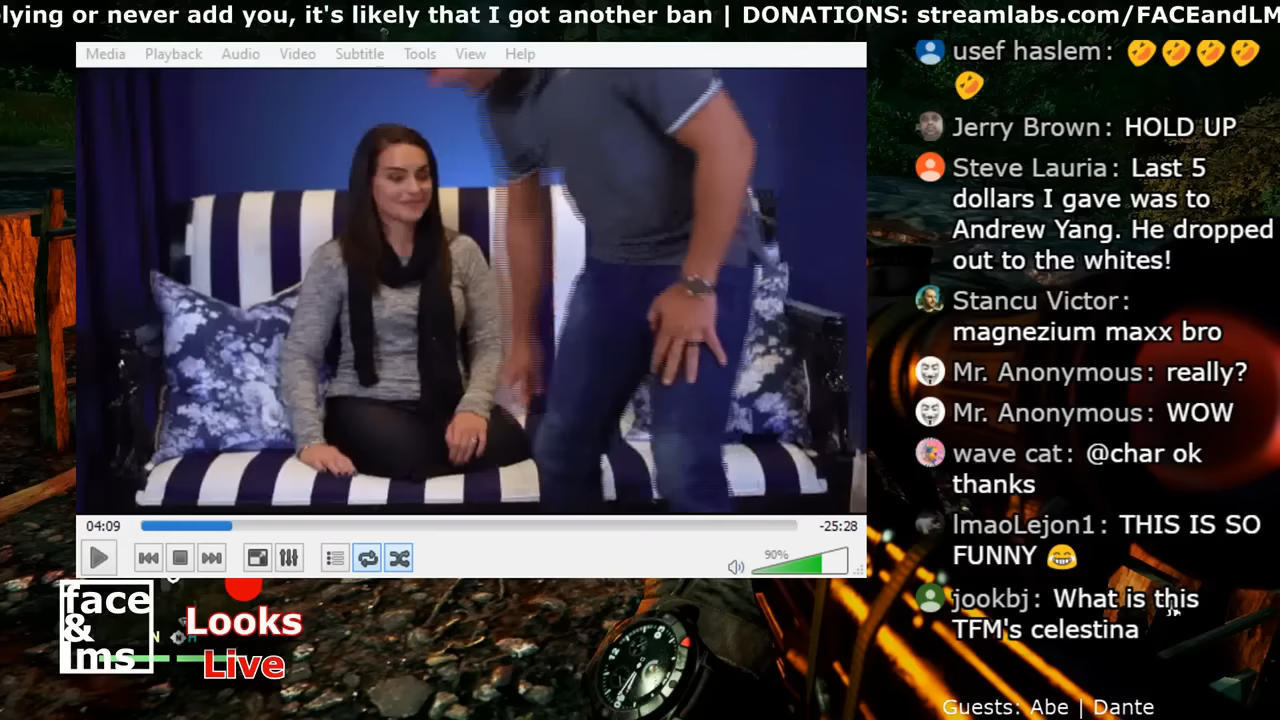 lying or never add you, it's likely that I got another ban | DONATIONS: streamlabs.com/FACEandLM
Media Playback Audio Video Subtitle Tools View Help
usef haslem: 🤣🤣🤣🤣
🤣
Jerry Brown: HOLD UP
Steve Lauria: Last 5
dollars I gave was to
Andrew Yang. He dropped
out to the whites!
Stancu Victor:
magnezium maxx bro
Mr. Anonymous: really?
Mr. Anonymous: WOW
wave cat: @char ok
thanks
lmaoLejon1: THIS IS SO
FUNNY 😂
jookbj: What is this
TFM's celestina
04:09 -25:28
90%
face
&
lms
Looks
Live
N
Guests: Abe | Dante